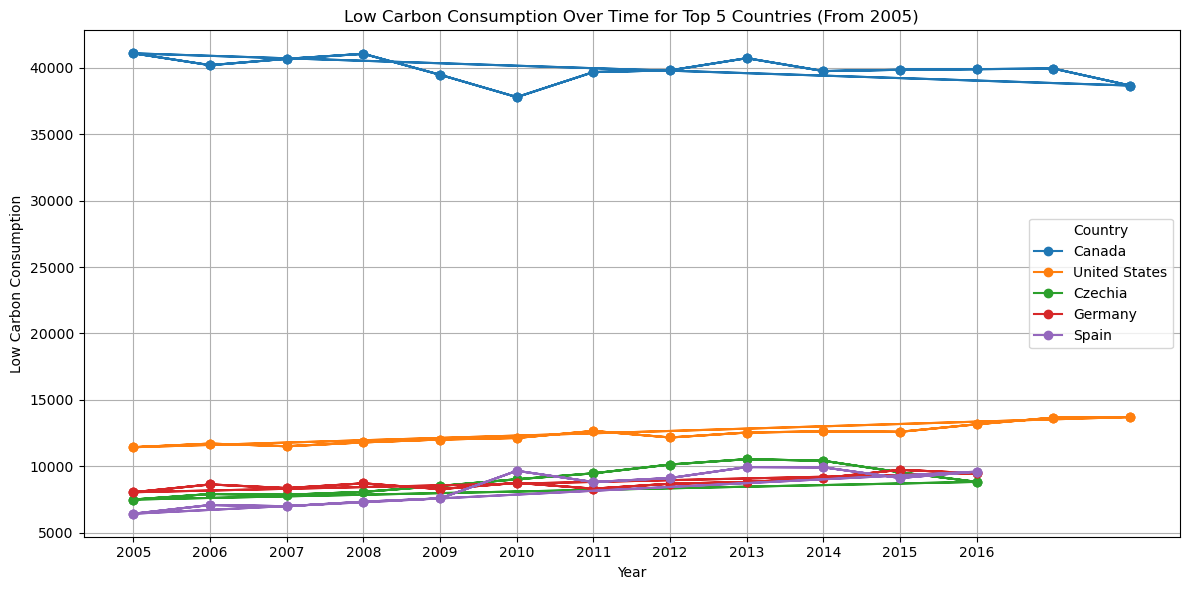 Low Carbon Consumption Over Time for Top 5 Countries (From 2005)
Low Carbon Consumption
40000
35000
30000
25000
20000
15000
10000
5000
Country
Canada
United States
Czechia
Germany
Spain
2005 2006 2007 2008 2009 2010 2011 2012 2013 2014 2015 2016
Year